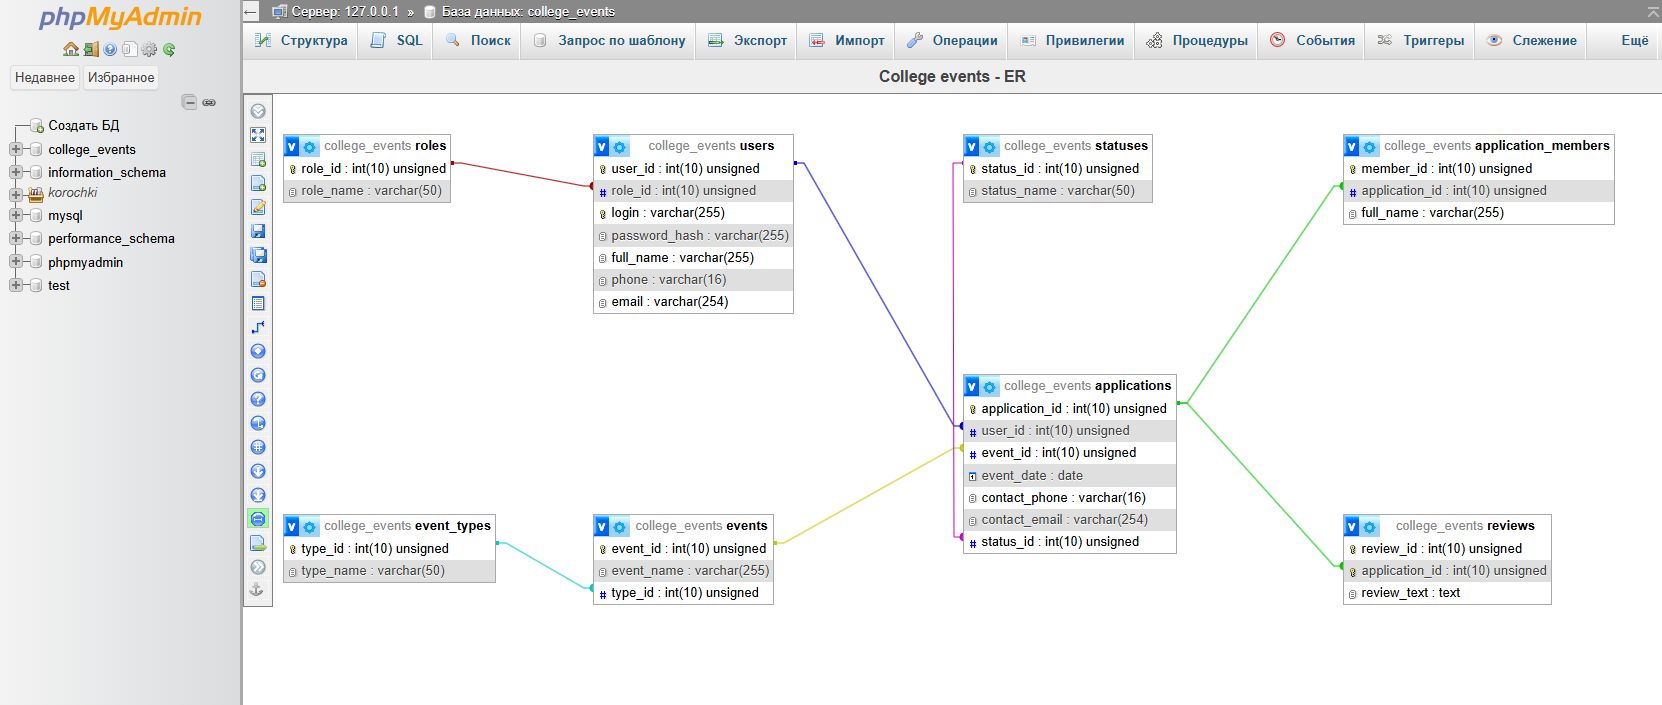 phpMyAdmin
Недавнее Избранное
Создать БД
college_events
information_schema
korochki
mysql
performance_schema
phpmyadmin
test
Сервер: 127.0.0.1 » База данных: college_events
Структура SQL Поиск Запрос по шаблону Экспорт Импорт Операции Привилегии Процедуры События Триггеры Слежение Ещё
College events - ER
v college_events roles
role_id : int(10) unsigned
role_name : varchar(50)
v college_events users
user_id : int(10) unsigned
# role_id : int(10) unsigned
login : varchar(255)
password_hash : varchar(255)
full_name : varchar(255)
phone : varchar(16)
email : varchar(254)
v college_events statuses
status_id : int(10) unsigned
status_name : varchar(50)
v college_events application_members
member_id : int(10) unsigned
# application_id : int(10) unsigned
full_name : varchar(255)
v college_events applications
application_id : int(10) unsigned
# user_id : int(10) unsigned
# event_id : int(10) unsigned
event_date : date
contact_phone : varchar(16)
contact_email : varchar(254)
# status_id : int(10) unsigned
v college_events event_types
type_id : int(10) unsigned
type_name : varchar(50)
v college_events events
event_id : int(10) unsigned
event_name : varchar(255)
# type_id : int(10) unsigned
v college_events reviews
review_id : int(10) unsigned
application_id : int(10) unsigned
review_text : text